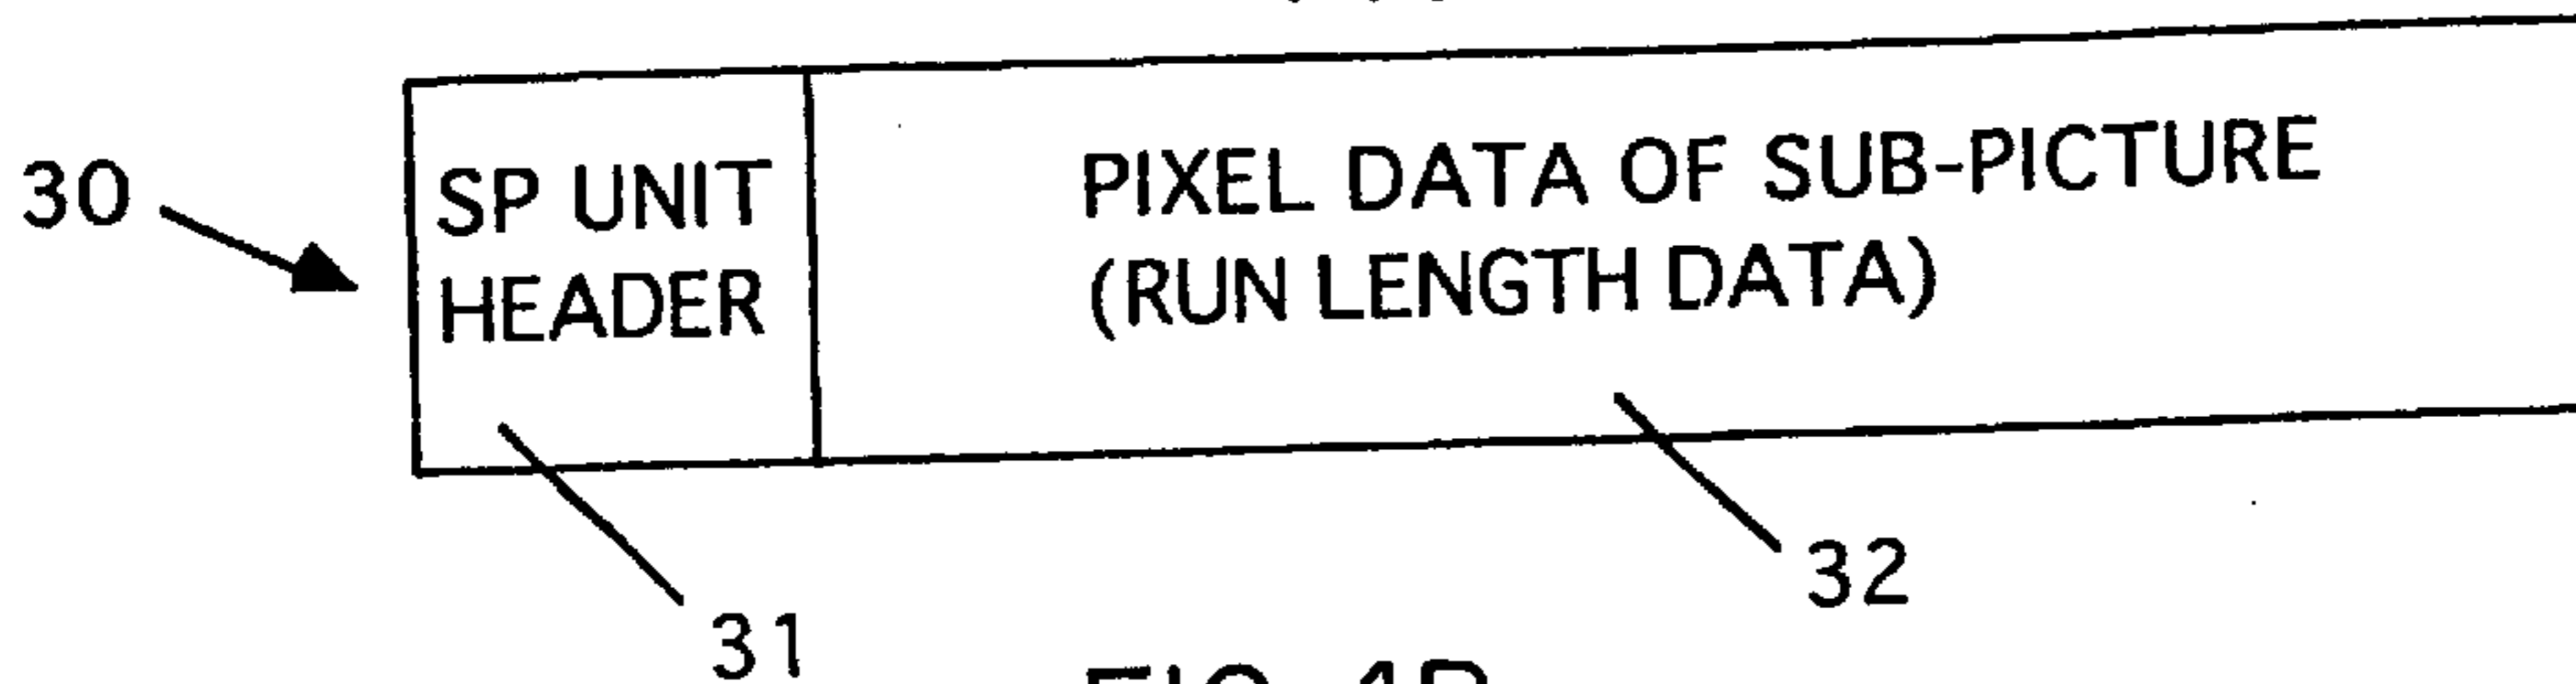 30
SP UNIT
HEADER
PIXEL DATA OF SUB-PICTURE
(RUN LENGTH DATA)
31
32